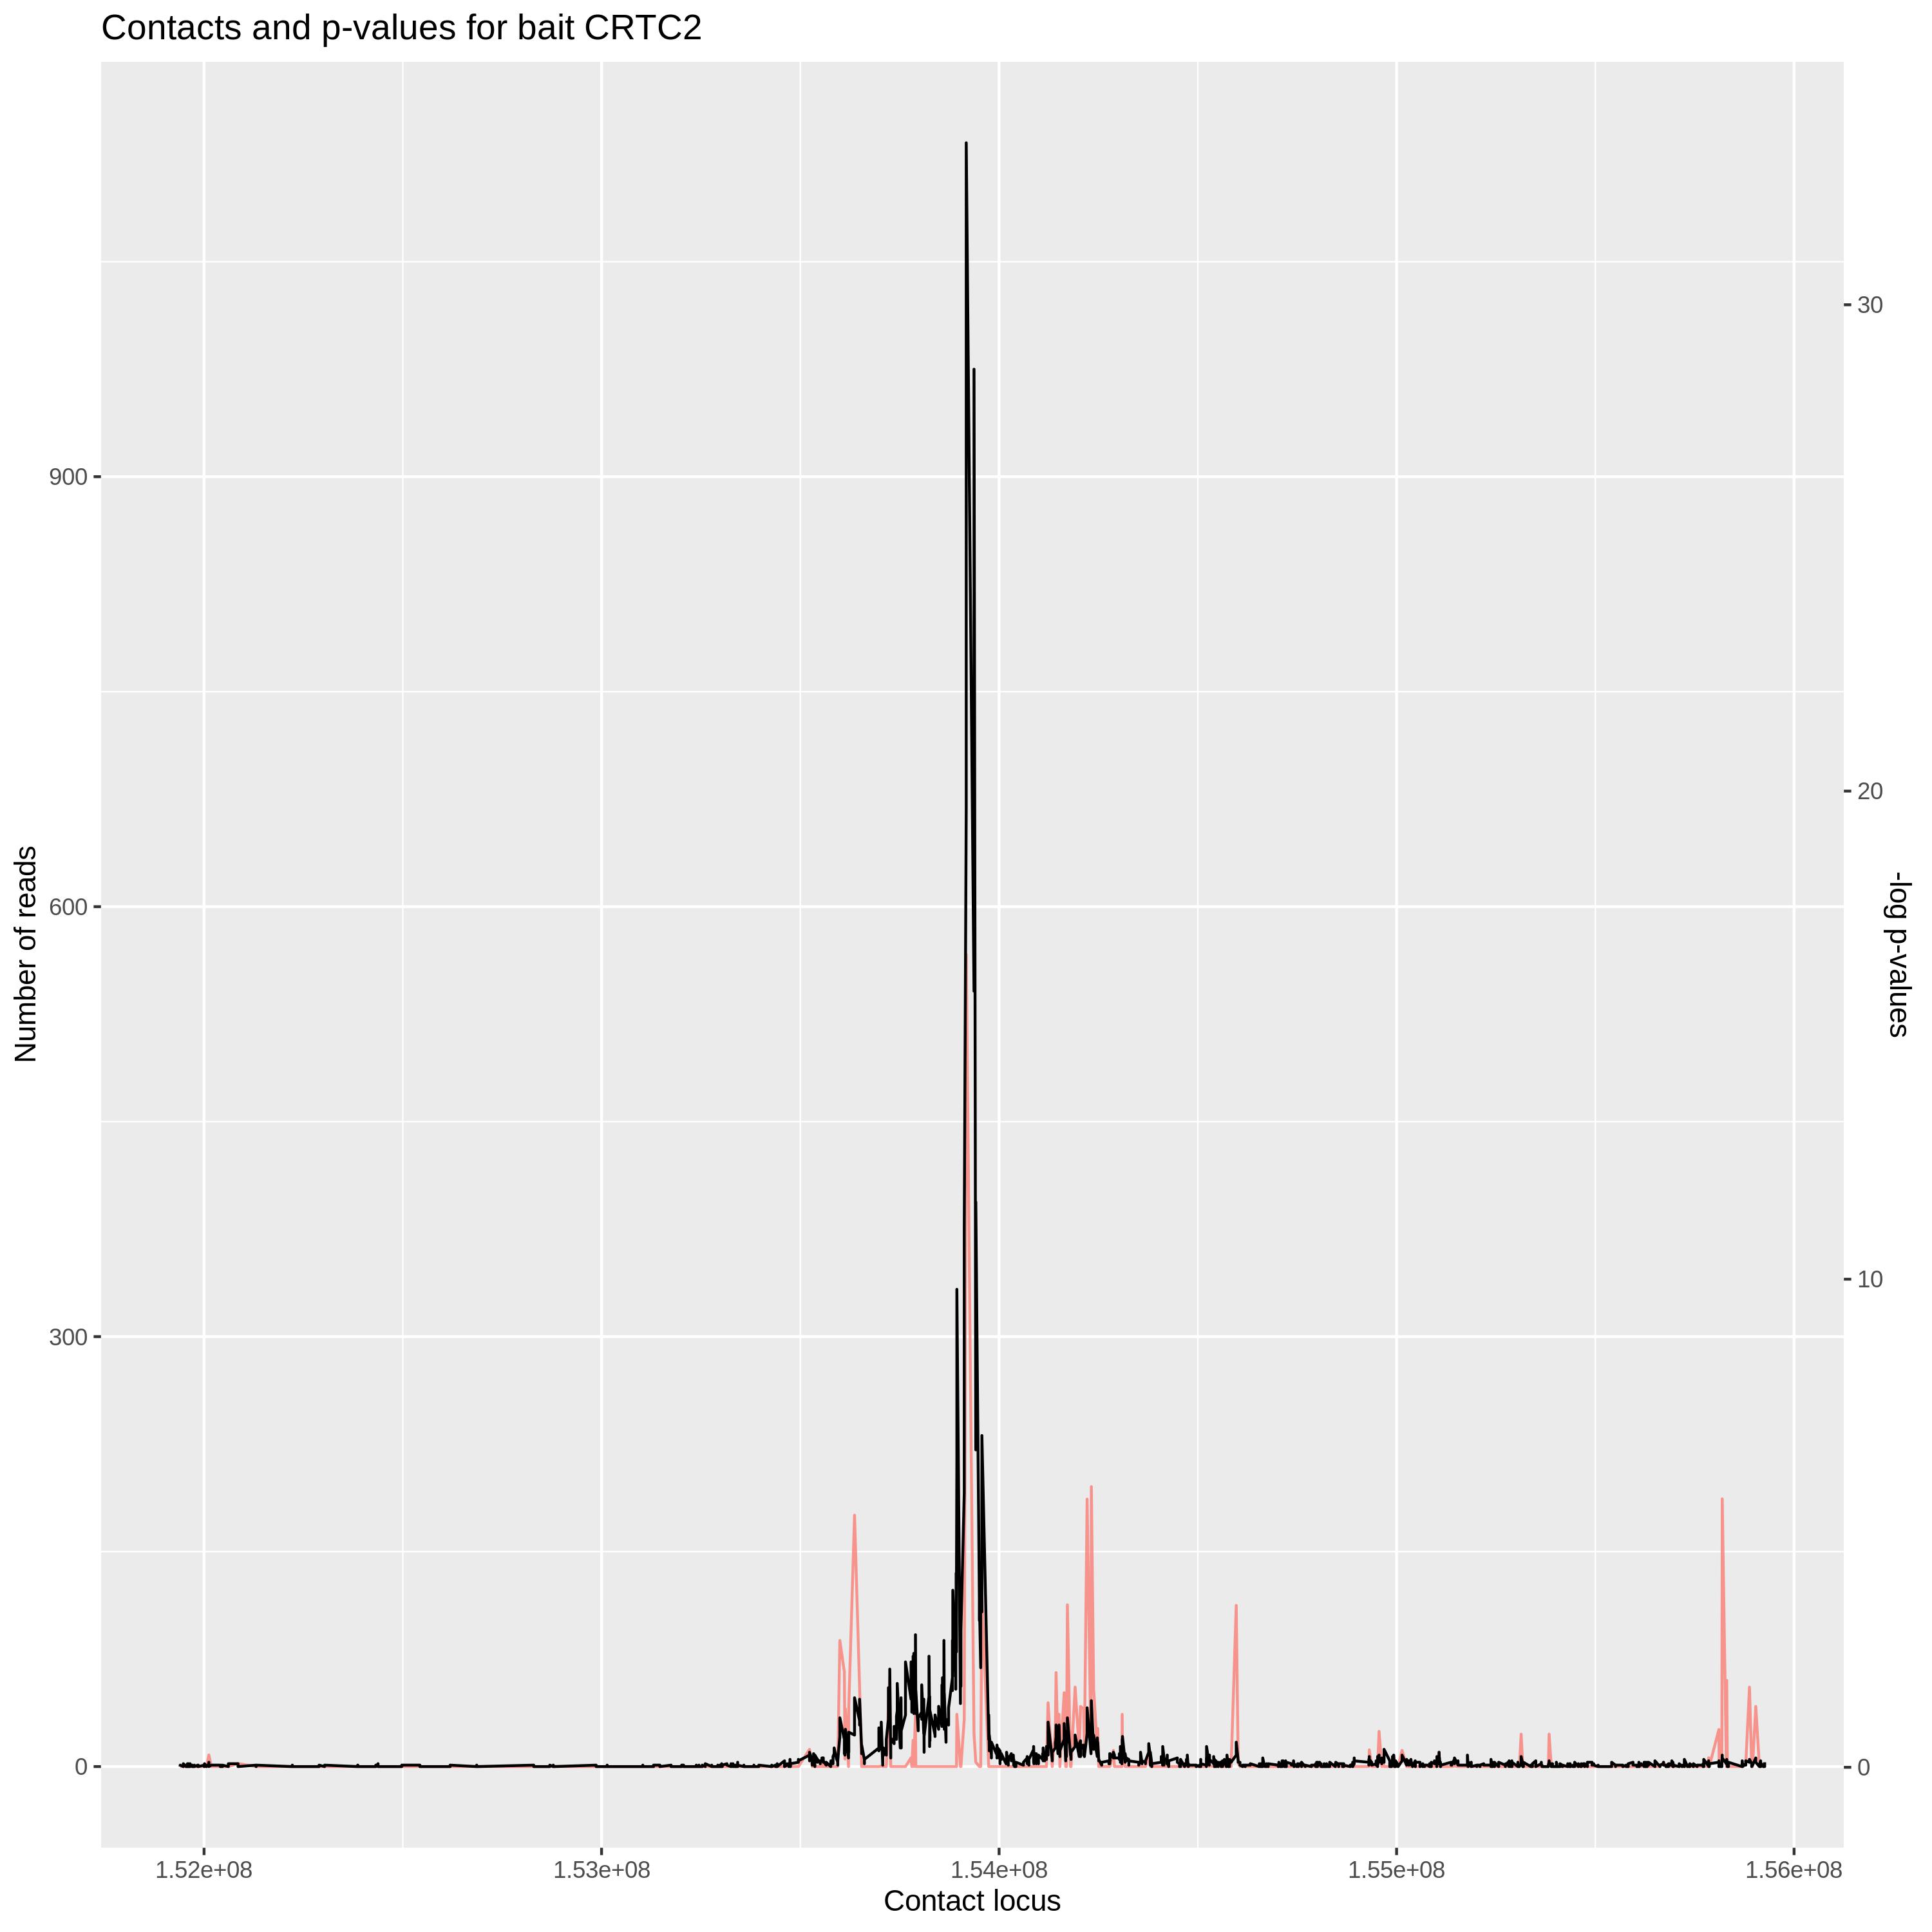 Contacts and p-values for bait CRTC2
Number of reads
900
600
300
0
-log p-values
30
20
10
0
1.52e+08
1.53e+08
1.54e+08
1.55e+08
1.56e+08
Contact locus